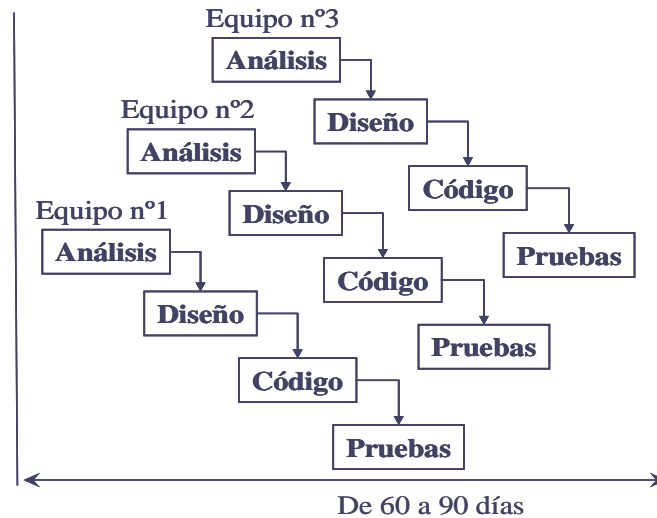 Equipo nº3
Análisis
Diseño
Código
Pruebas
Equipo nº2
Análisis
Diseño
Código
Pruebas
Equipo nº1
Análisis
Diseño
Código
Pruebas
De 60 a 90 días